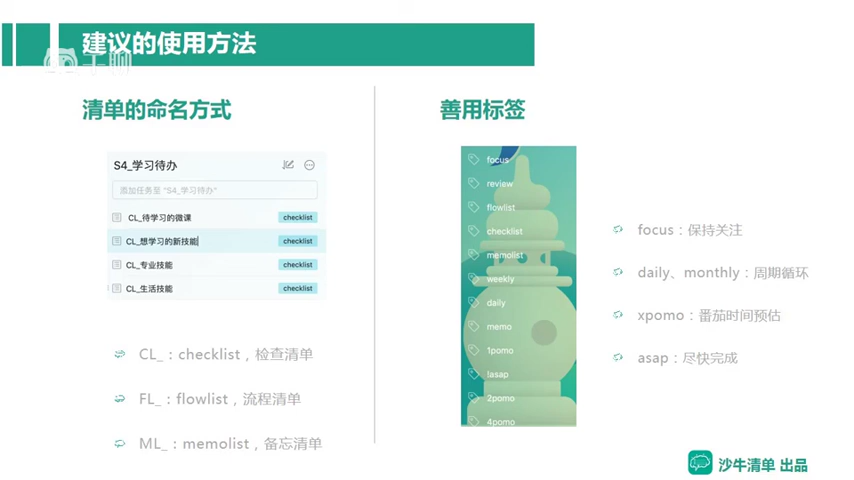 建议的使用方法
千聊
清单的命名方式
S4_学习待办
添加任务至 "S4_学习待办"
CL_待学习的微课
checklist
CL_想学习的新技能
checklist
CL_专业技能
checklist
CL_生活技能
checklist
CL_：checklist，检查清单
FL_：flowlist，流程清单
ML_：memolist，备忘清单
善用标签
focus
review
flowlist
checklist
memolist
weekly
daily
memo
1pomo
!asap
2pomo
4pomo
focus：保持关注
daily、monthly：周期循环
xpomo：番茄时间预估
asap：尽快完成
沙牛清单 出品